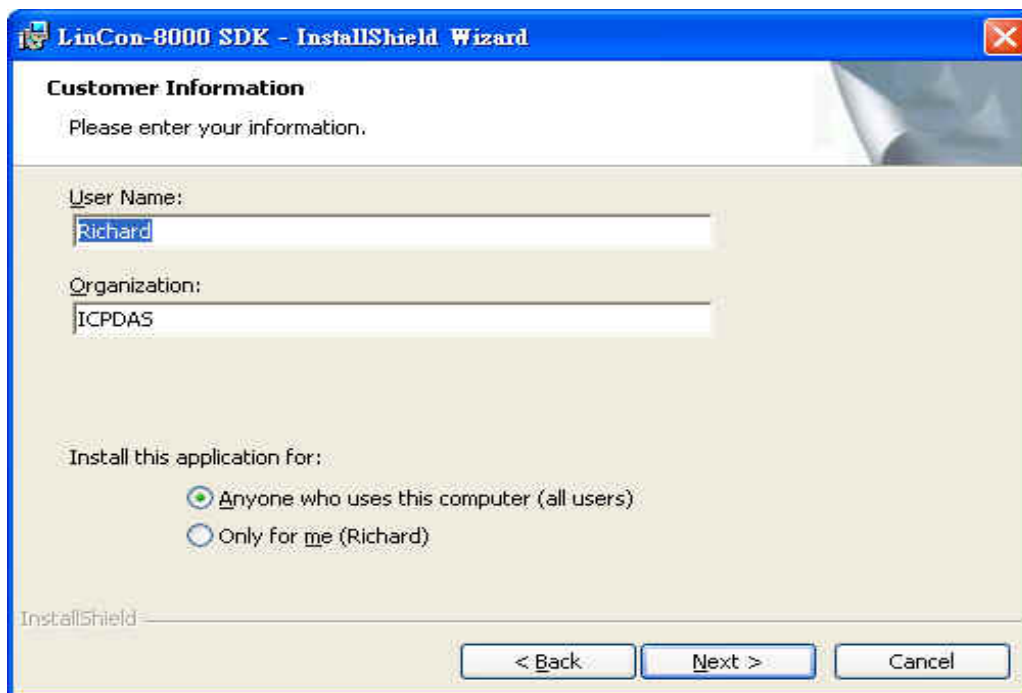 LinCon-8000 SDK - InstallShield Wizard
Customer Information
Please enter your information.
User Name:
Richard
Organization:
ICPDAS
Install this application for:
Anyone who uses this computer (all users)
Only for me (Richard)
InstallShield
< Back
Next >
Cancel